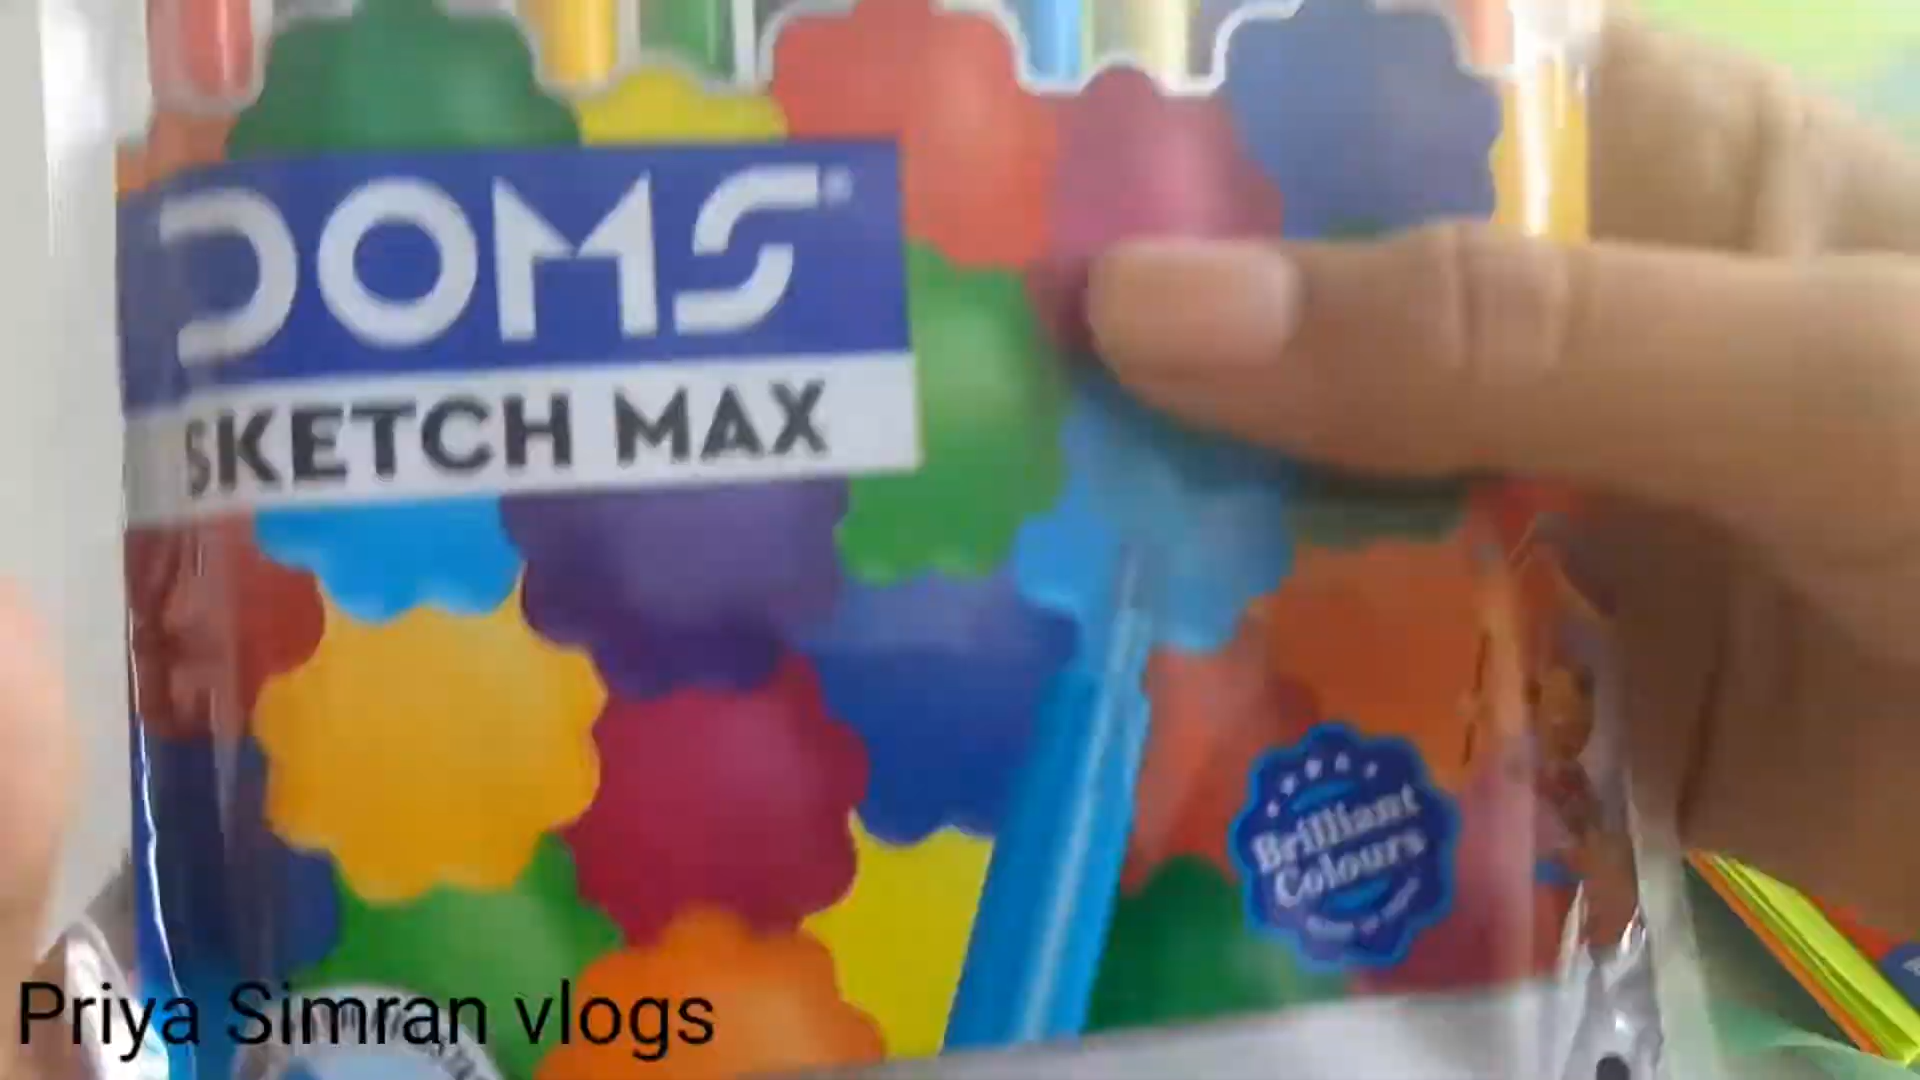 DOMS
SKETCH MAX
Brilliant
Colours
Priya Simran vlogs